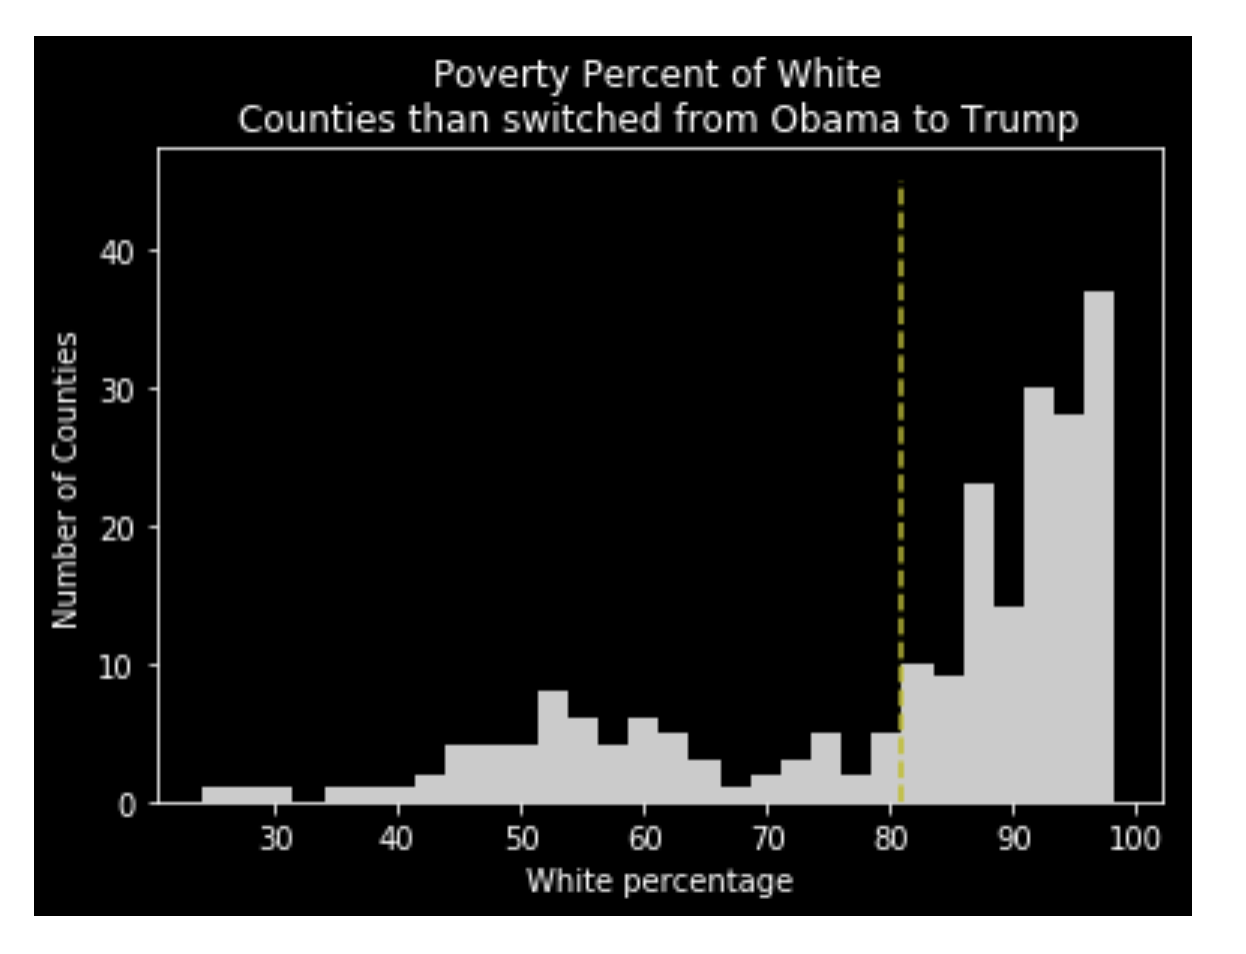 Poverty Percent of White
Counties than switched from Obama to Trump
40
30
20
10
0
Number of Counties
30 40 50 60 70 80 90 100
White percentage